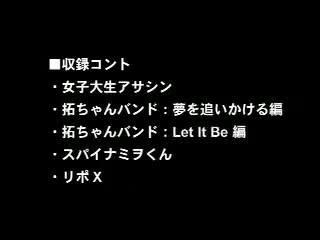 ■収録コント
・女子大生アサシン
・拓ちゃんバンド：夢を追いかける編
・拓ちゃんバンド：Let It Be 編
・スパイナミヲくん
・リポX